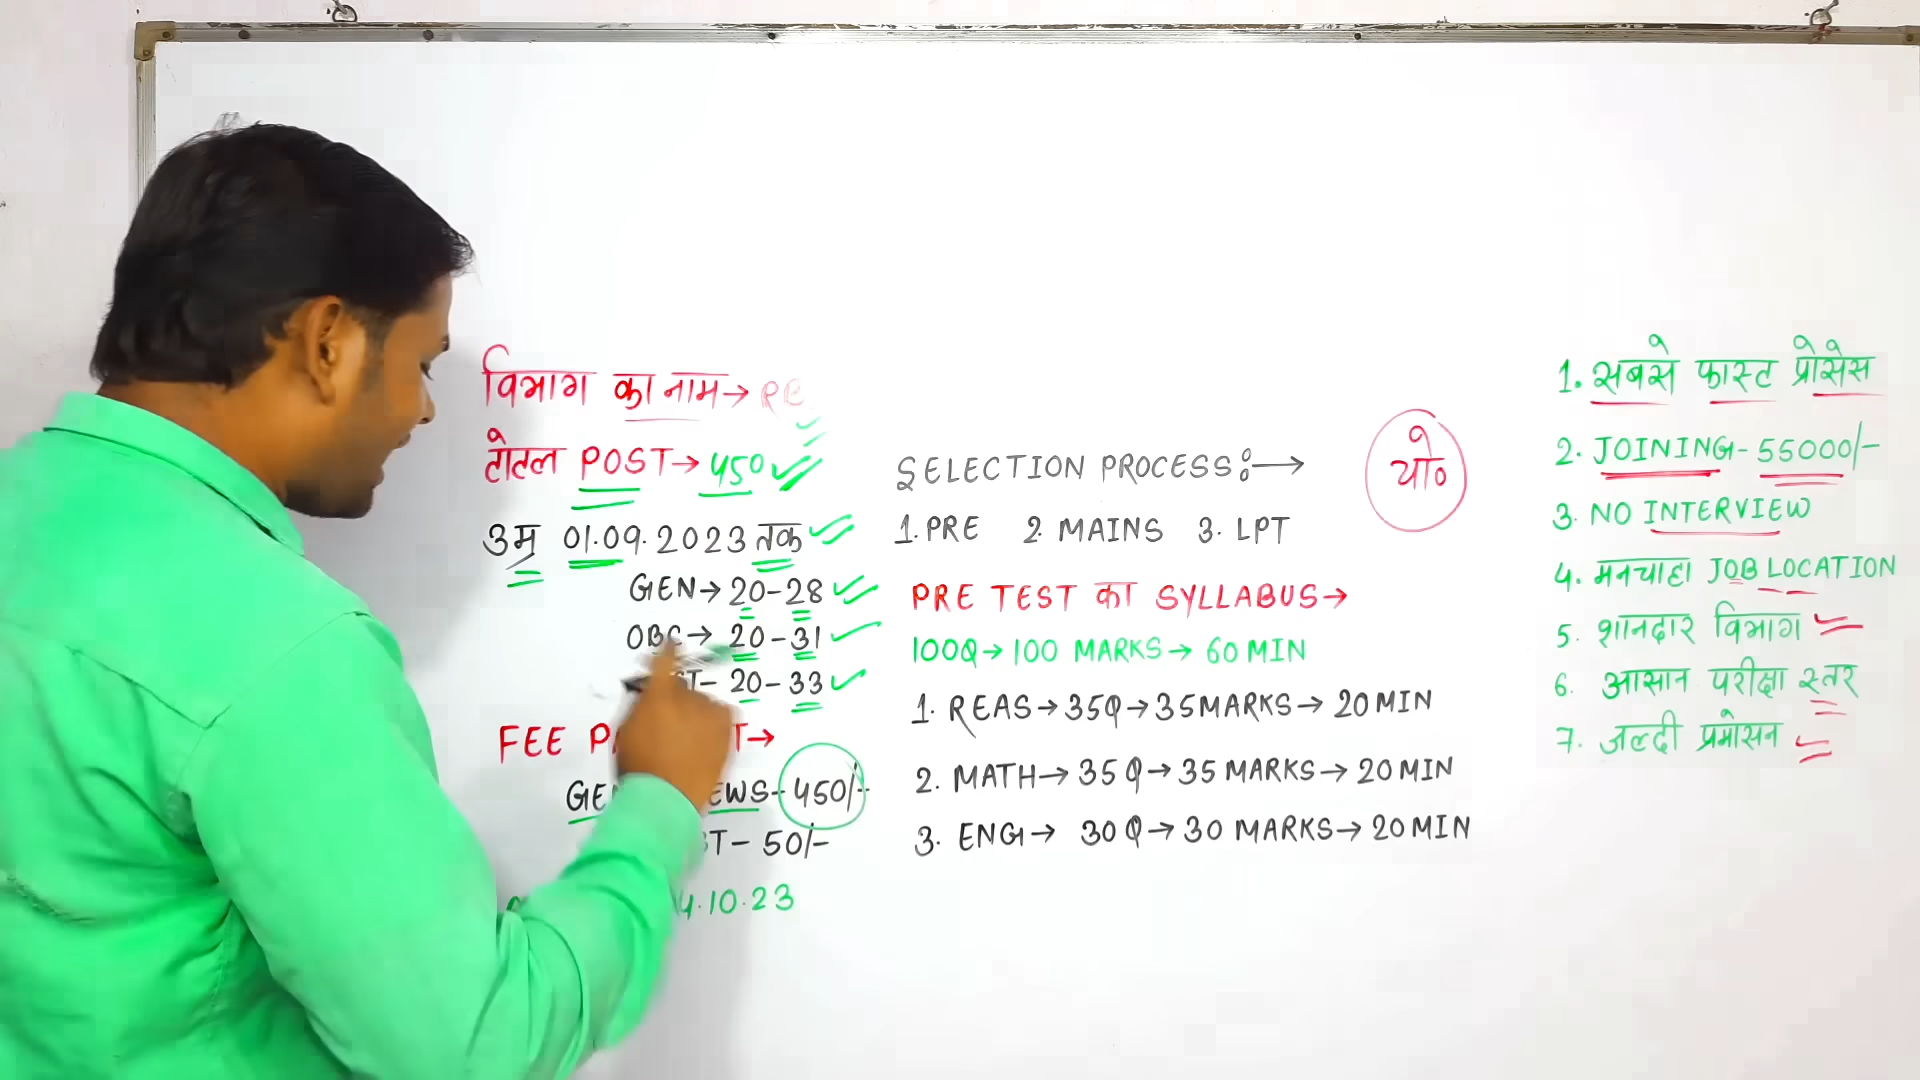 विभाग का नाम→
टोटल POST→ 450
उम्र 01.09.2023 तक
GEN→ 20-28
OBC→ 20-31
20-33
FEE
EWS- 450/-
50/-
10.23
SELECTION PROCESS:→
1. PRE 2. MAINS 3. LPT
PRE TEST का SYLLABUS→
100Q→100 MARKS→ 60 MIN
1. REAS→35Q→35MARKS→ 20MIN
2. MATH→35Q→35 MARKS→ 20MIN
3. ENG→ 30Q→30 MARKS→ 20MIN
यो०
1. सबसे फास्ट प्रोसेस
2. JOINING- 55000/-
3. NO INTERVIEW
4. मनचाहा JOB LOCATION
5. शानदार विभाग
6. आसान परीक्षा स्तर
7. जल्दी प्रमोसन